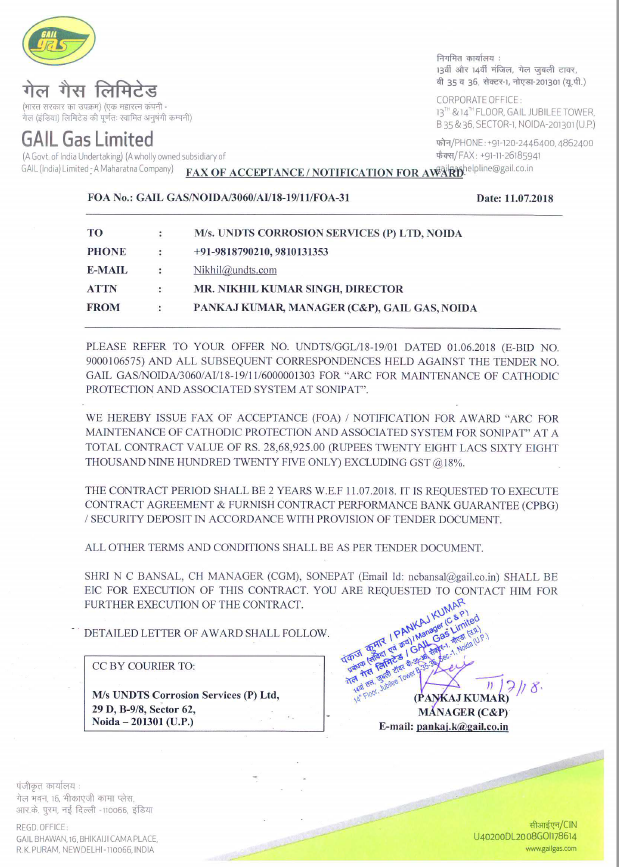 GAIL
gas
गेल गैस लिमिटेड
(भारत सरकार का उपक्रम) (एक महारत्न कंपनी -
गेल (इंडिया) लिमिटेड की पूर्णतः स्वामित अनुषंगी कम्पनी)
GAIL Gas Limited
(A Govt. of India Undertaking) (A wholly owned subsidiary of
GAIL (India) Limited - A Maharatna Company)
निगमित कार्यालय :
13वीं और 14वीं मंजिल, गेल जुबली टावर,
बी 35 व 36, सेक्टर-1, नोएडा-201301 (यू.पी.)
CORPORATE OFFICE :
13TH & 14TH FLOOR, GAIL JUBILEE TOWER,
B 35 & 36, SECTOR-1, NOIDA-201301 (U.P.)
फोन/PHONE:+91-120-2446400, 4862400
फेक्स/FAX: +91-11-26185941
gailgashelpline@gail.co.in
FAX OF ACCEPTANCE / NOTIFICATION FOR AWARD
FOA No.: GAIL GAS/NOIDA/3060/AI/18-19/11/FOA-31 Date: 11.07.2018
TO : M/s. UNDTS CORROSION SERVICES (P) LTD, NOIDA
PHONE : +91-9818790210, 9810131353
E-MAIL : Nikhil@undts.com
ATTN : MR. NIKHIL KUMAR SINGH, DIRECTOR
FROM : PANKAJ KUMAR, MANAGER (C&P), GAIL GAS, NOIDA
PLEASE REFER TO YOUR OFFER NO. UNDTS/GGL/18-19/01 DATED 01.06.2018 (E-BID NO.
9000106575) AND ALL SUBSEQUENT CORRESPONDENCES HELD AGAINST THE TENDER NO.
GAIL GAS/NOIDA/3060/AI/18-19/11/6000001303 FOR “ARC FOR MAINTENANCE OF CATHODIC
PROTECTION AND ASSOCIATED SYSTEM AT SONIPAT”.
WE HEREBY ISSUE FAX OF ACCEPTANCE (FOA) / NOTIFICATION FOR AWARD “ARC FOR
MAINTENANCE OF CATHODIC PROTECTION AND ASSOCIATED SYSTEM FOR SONIPAT” AT A
TOTAL CONTRACT VALUE OF RS. 28,68,925.00 (RUPEES TWENTY EIGHT LACS SIXTY EIGHT
THOUSAND NINE HUNDRED TWENTY FIVE ONLY) EXCLUDING GST @18%.
THE CONTRACT PERIOD SHALL BE 2 YEARS W.E.F 11.07.2018. IT IS REQUESTED TO EXECUTE
CONTRACT AGREEMENT & FURNISH CONTRACT PERFORMANCE BANK GUARANTEE (CPBG)
/ SECURITY DEPOSIT IN ACCORDANCE WITH PROVISION OF TENDER DOCUMENT.
ALL OTHER TERMS AND CONDITIONS SHALL BE AS PER TENDER DOCUMENT.
SHRI N C BANSAL, CH MANAGER (CGM), SONEPAT (Email Id: ncbansal@gail.co.in) SHALL BE
EIC FOR EXECUTION OF THIS CONTRACT. YOU ARE REQUESTED TO CONTACT HIM FOR
FURTHER EXECUTION OF THE CONTRACT.
DETAILED LETTER OF AWARD SHALL FOLLOW.
CC BY COURIER TO:
M/s UNDTS Corrosion Services (P) Ltd,
29 D, B-9/8, Sector 62,
Noida – 201301 (U.P.)
पंकज कुमार / PANKAJ KUMAR
प्रबंधक (संविदा एवं क्रय)/Manager (C & P)
गेल गैस लिमिटेड / GAIL Gas Limited
14th Floor, Jubilee Tower B-35-36, Sec.-1, Noida (U.P.)
11/7/18.
(PANKAJ KUMAR)
MANAGER (C&P)
E-mail: pankaj.k@gail.co.in
पंजीकृत कार्यालय :
गेल भवन, 16, भीकाएजी कामा प्लेस,
आर.के. पुरम, नई दिल्ली -110066, इंडिया
REGD. OFFICE :
GAIL BHAWAN, 16, BHIKAIJI CAMA PLACE,
R. K. PURAM, NEW DELHI -110066, INDIA
सीआईएन/CIN
U40200DL2008GOI178614
www.gailgas.com